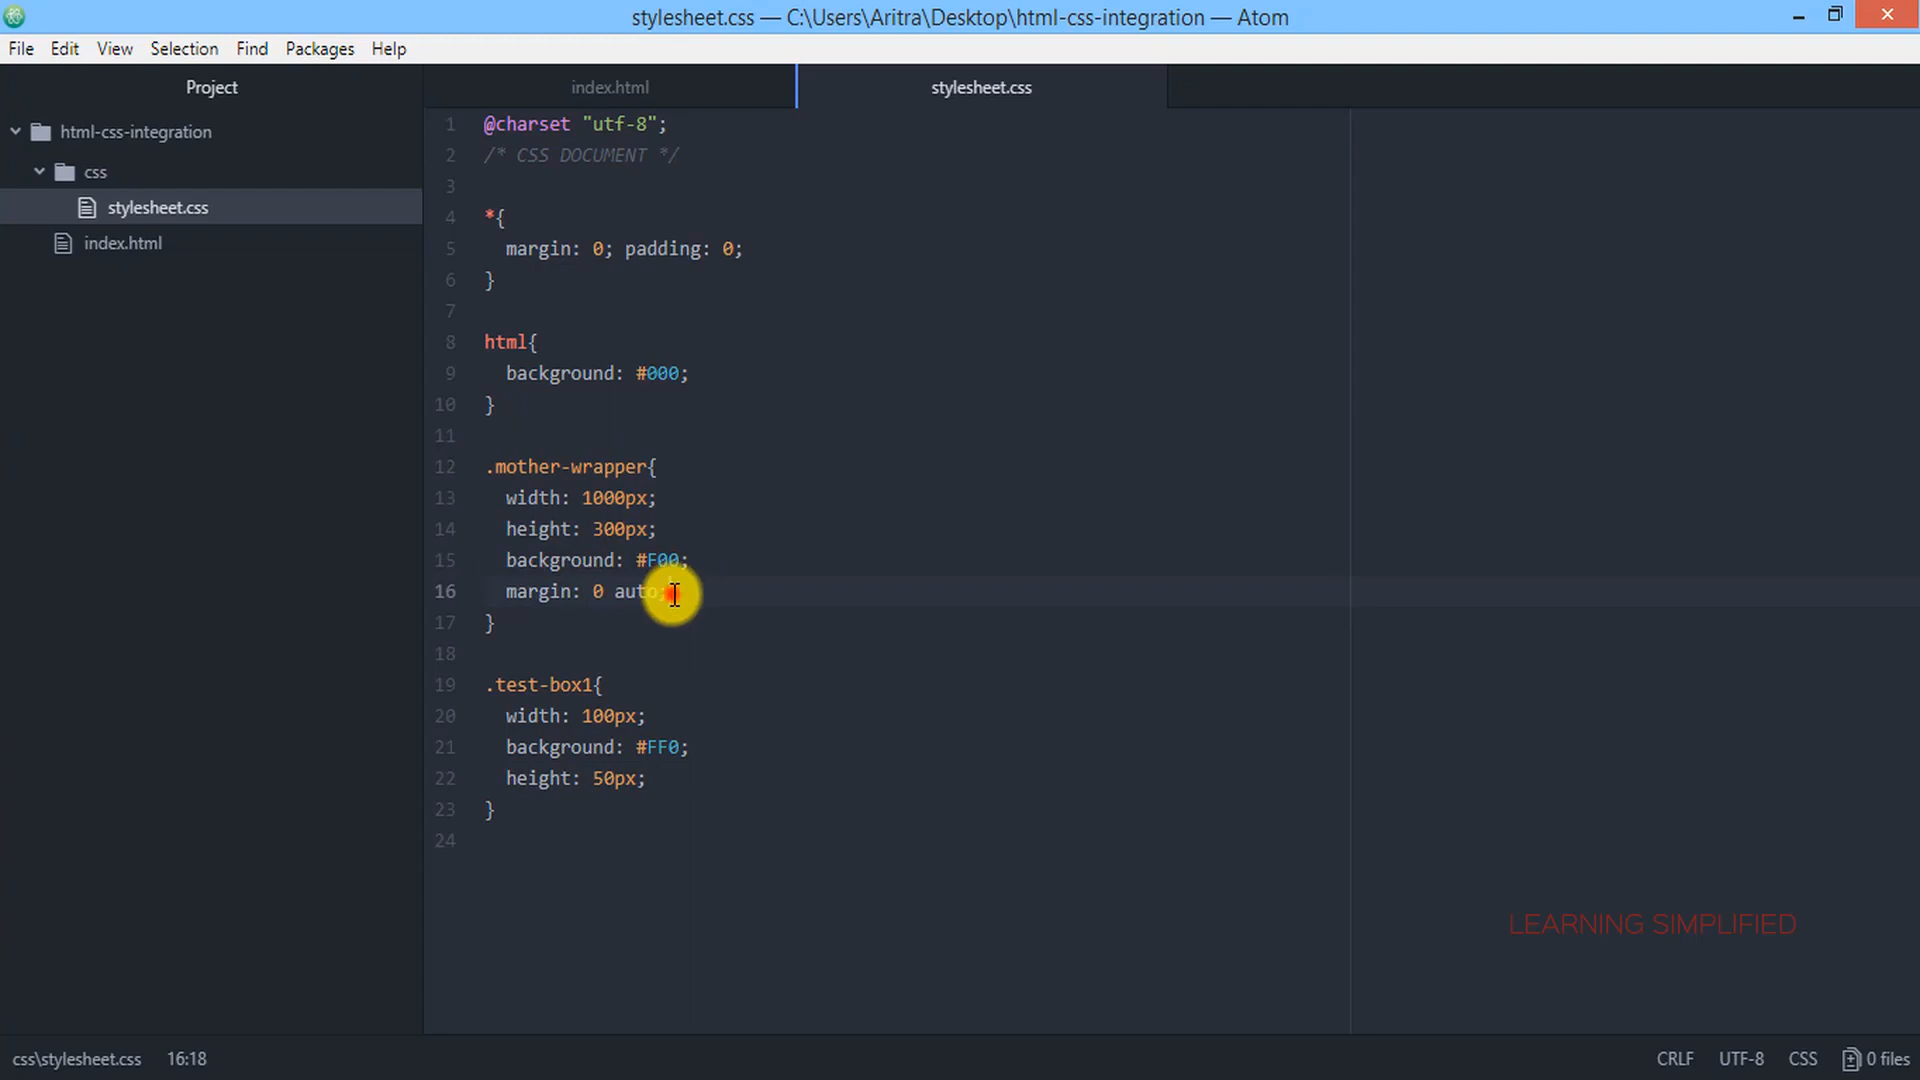 stylesheet.css — C:\Users\Aritra\Desktop\html-css-integration — Atom
File Edit View Selection Find Packages Help
Project
index.html
stylesheet.css
html-css-integration
css
stylesheet.css
index.html
1 @charset "utf-8";
2 /* CSS DOCUMENT */
3
4 *{
5 margin: 0; padding: 0;
6 }
7
8 html{
9 background: #000;
10 }
11
12 .mother-wrapper{
13 width: 1000px;
14 height: 300px;
15 background: #F00;
16 margin: 0 auto;
17 }
18
19 .test-box1{
20 width: 100px;
21 background: #FF0;
22 height: 50px;
23 }
24
LEARNING SIMPLIFIED
css\stylesheet.css 16:18 CRLF UTF-8 CSS 0 files